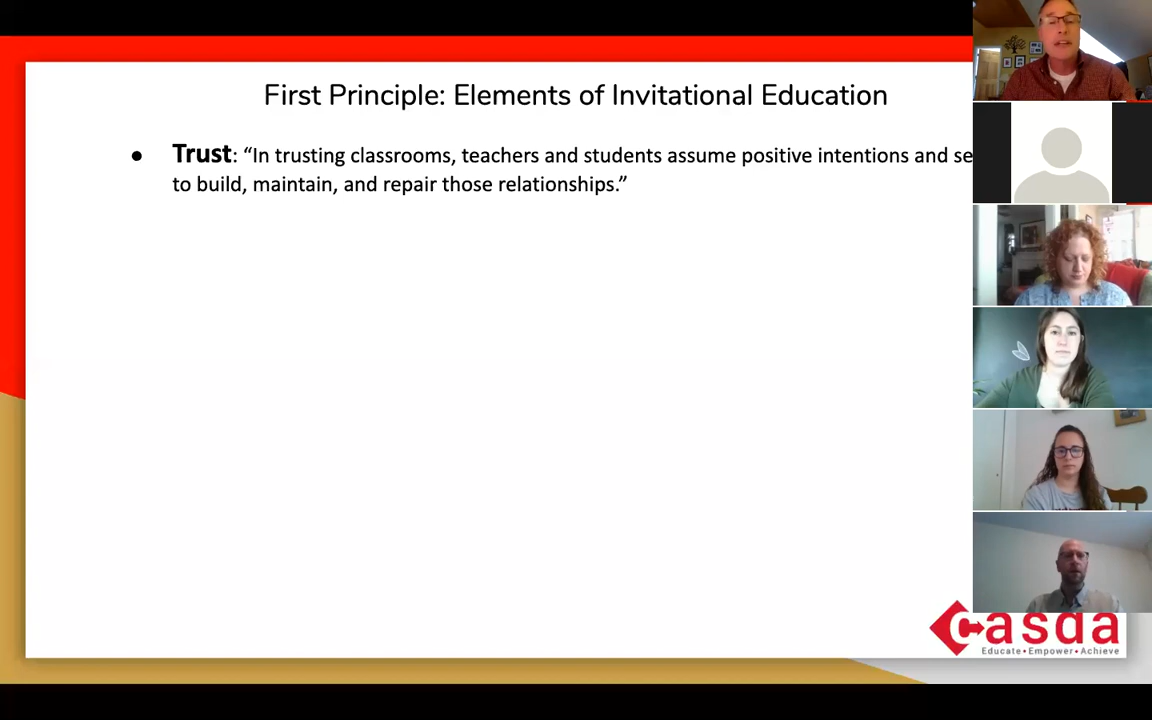 First Principle: Elements of Invitational Education
● Trust: “In trusting classrooms, teachers and students assume positive intentions and se
to build, maintain, and repair those relationships.”
casda
Educate•Empower•Achieve